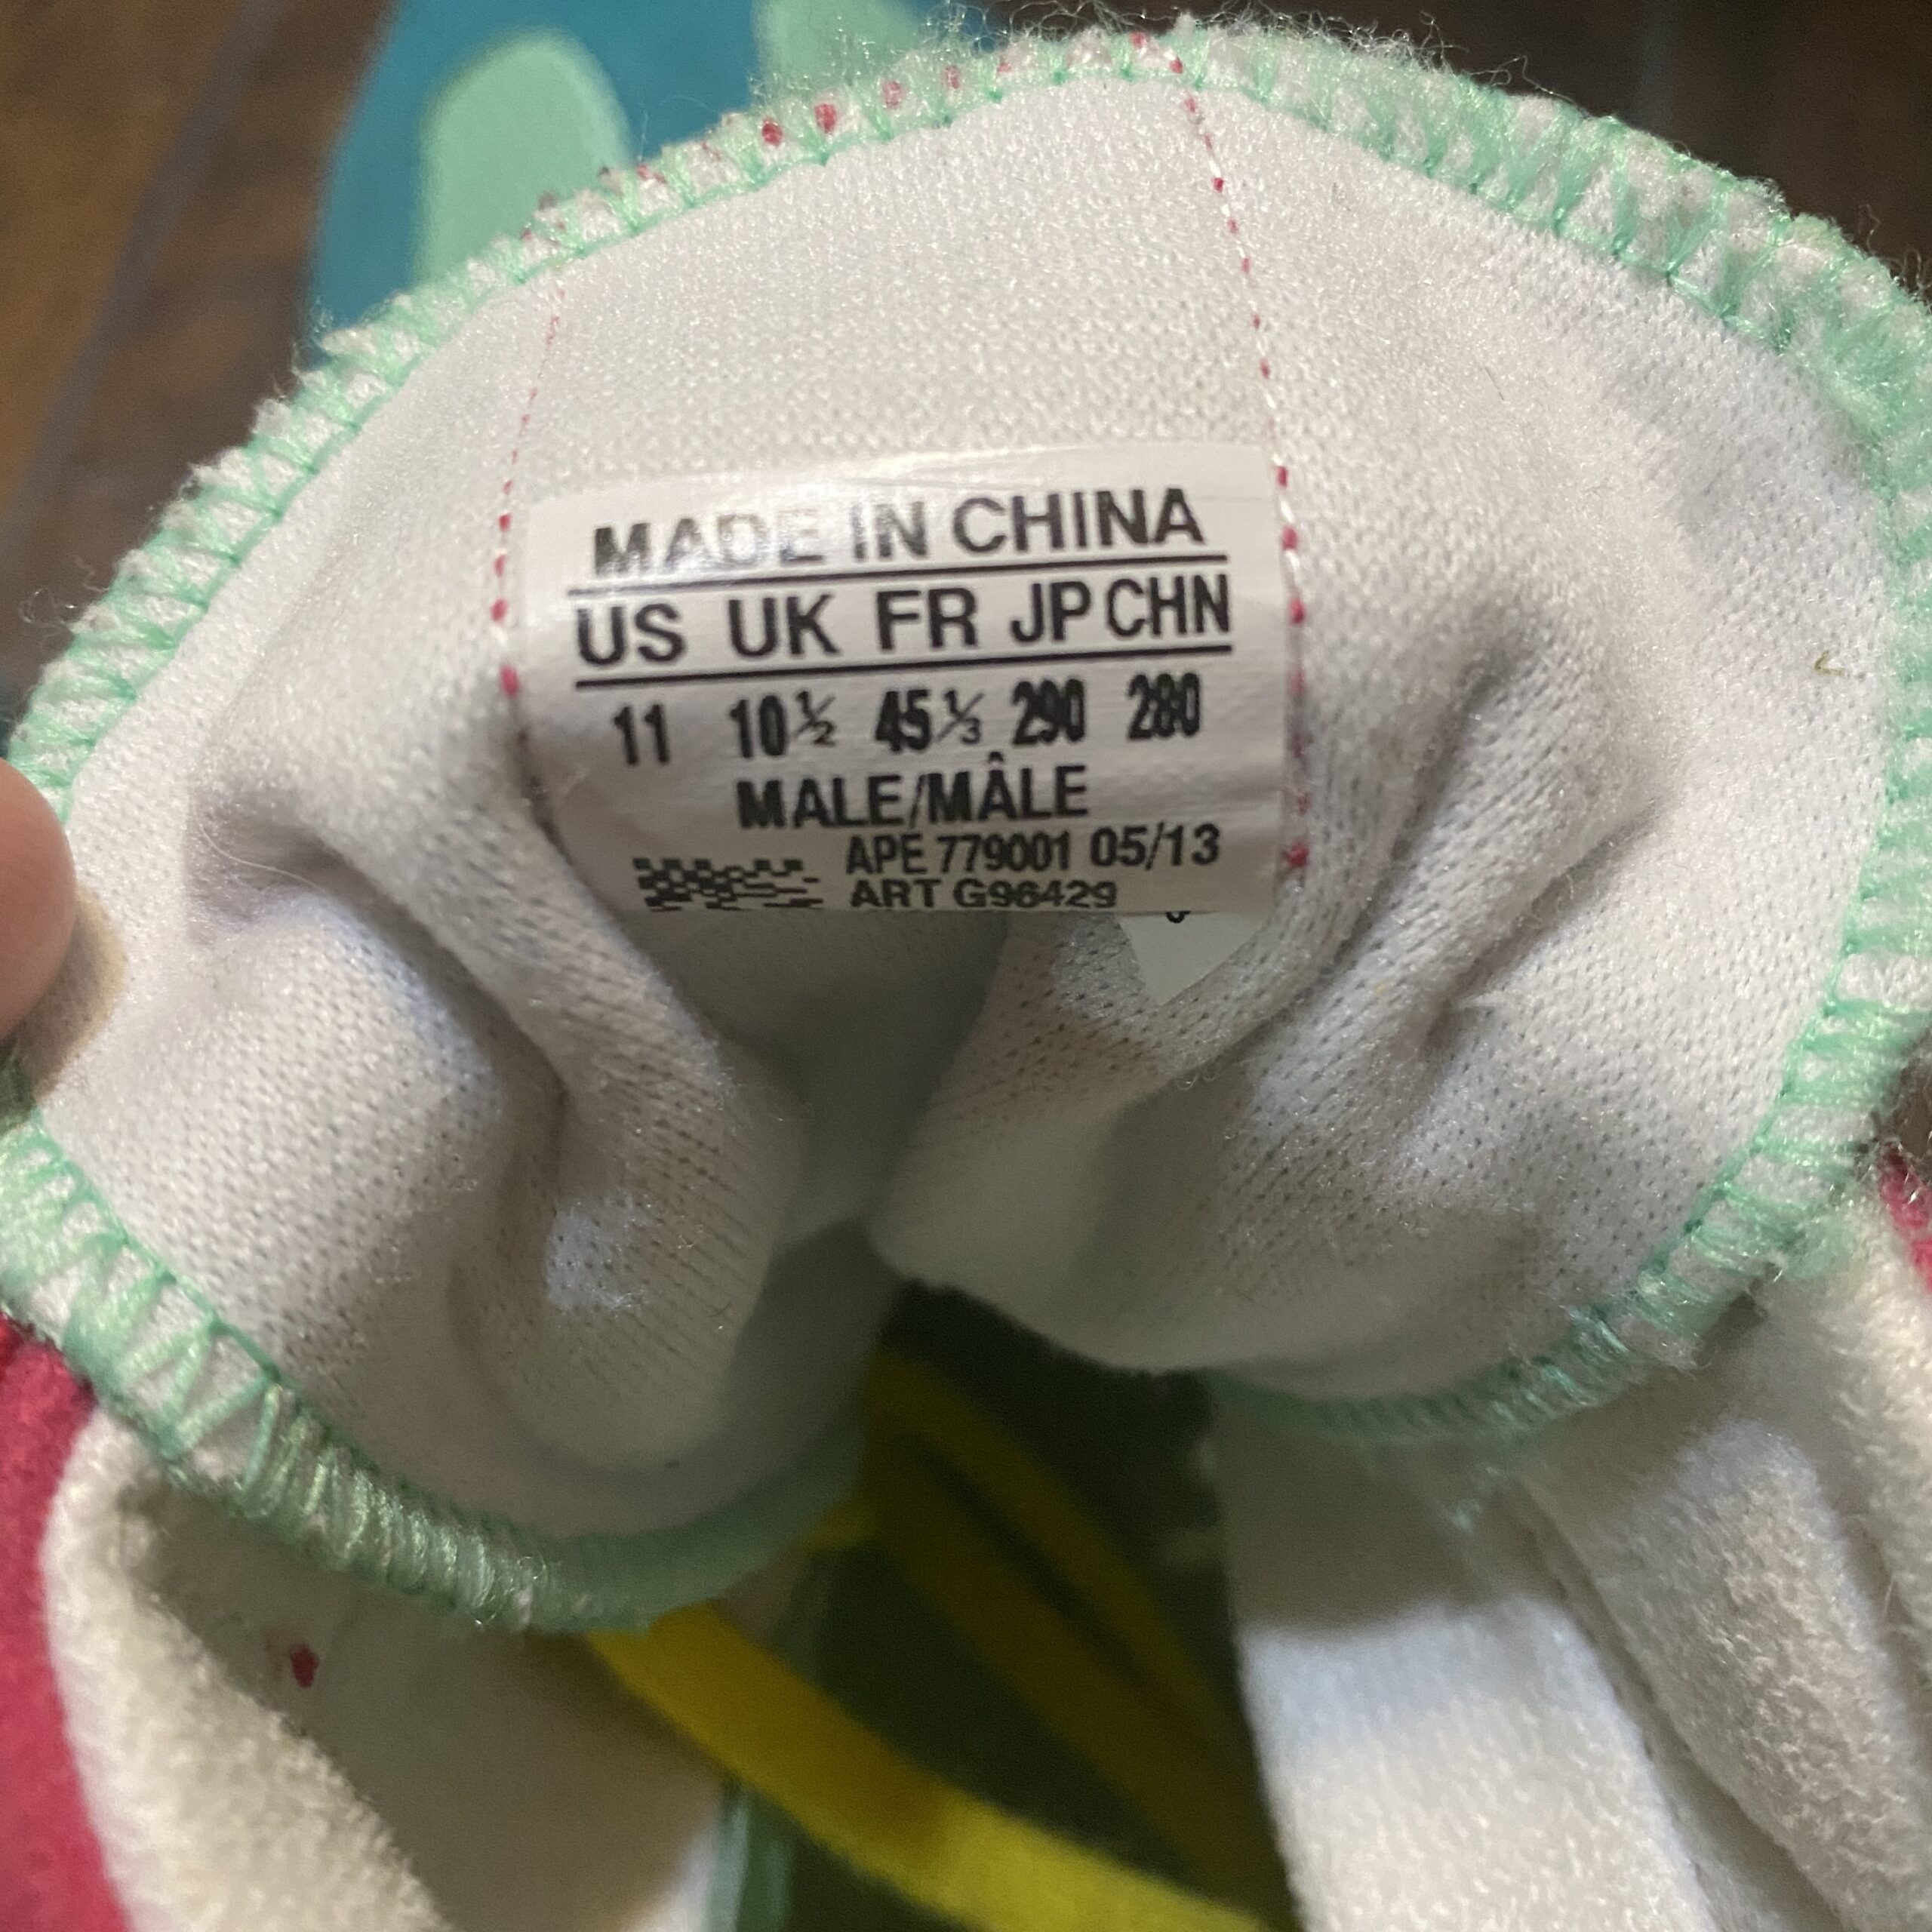 MADE IN CHINA
US UK FR JP CHN
11 10½ 45⅓ 290 280
MALE/MÂLE
APE 779001 05/13
ART G96429